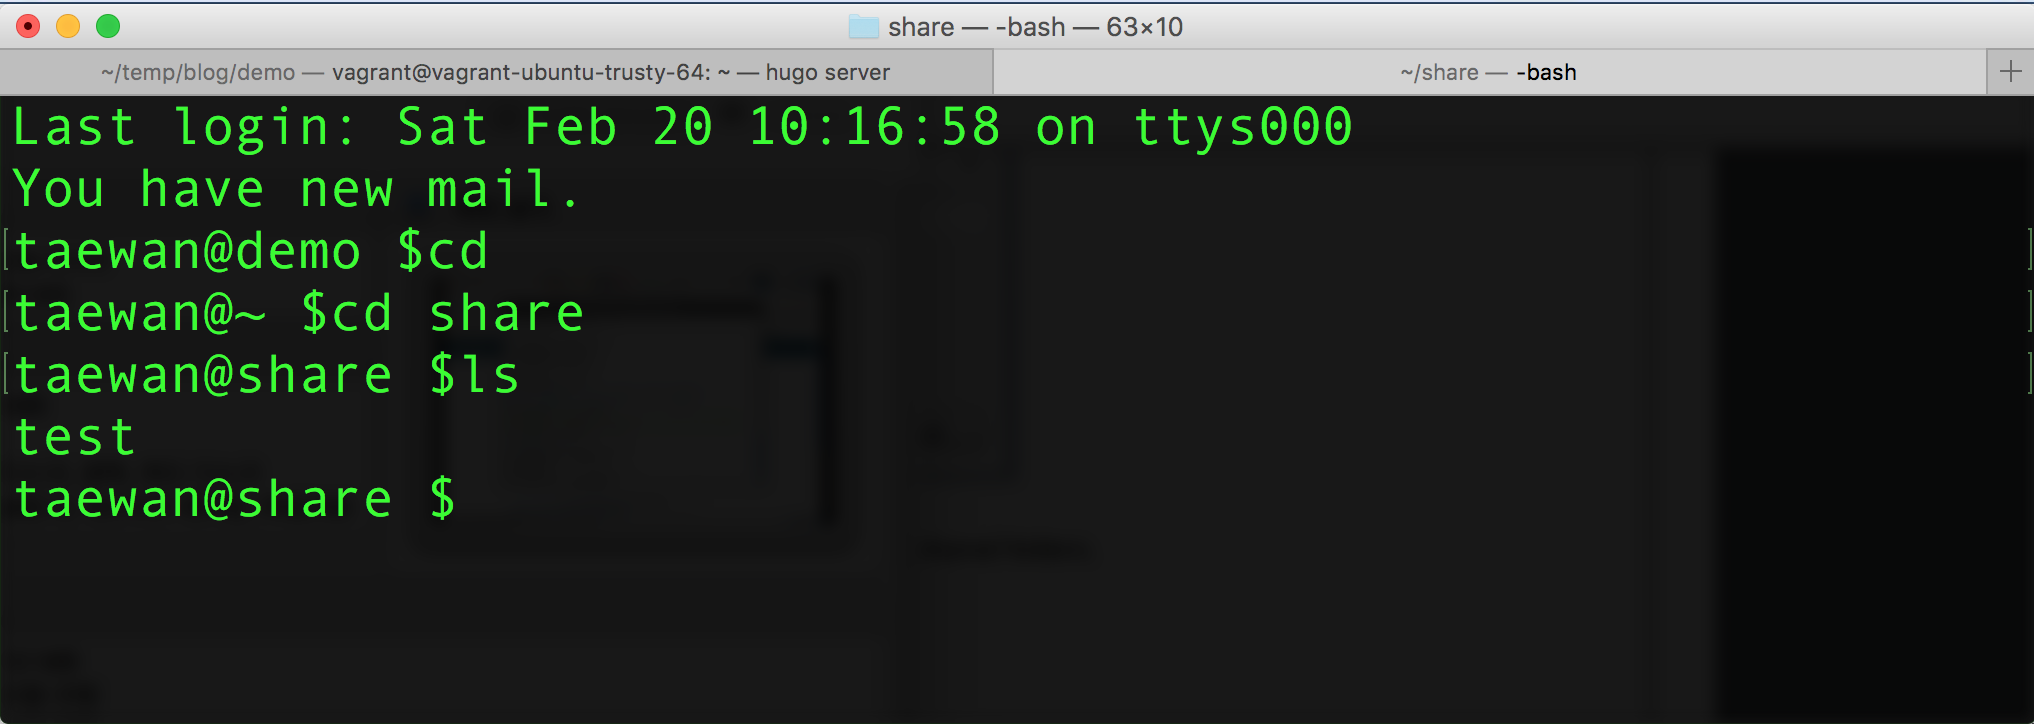 share — -bash — 63×10
~/temp/blog/demo — vagrant@vagrant-ubuntu-trusty-64: ~ — hugo server
~/share — -bash
Last login: Sat Feb 20 10:16:58 on ttys000
You have new mail.
taewan@demo $cd
taewan@~ $cd share
taewan@share $ls
test
taewan@share $